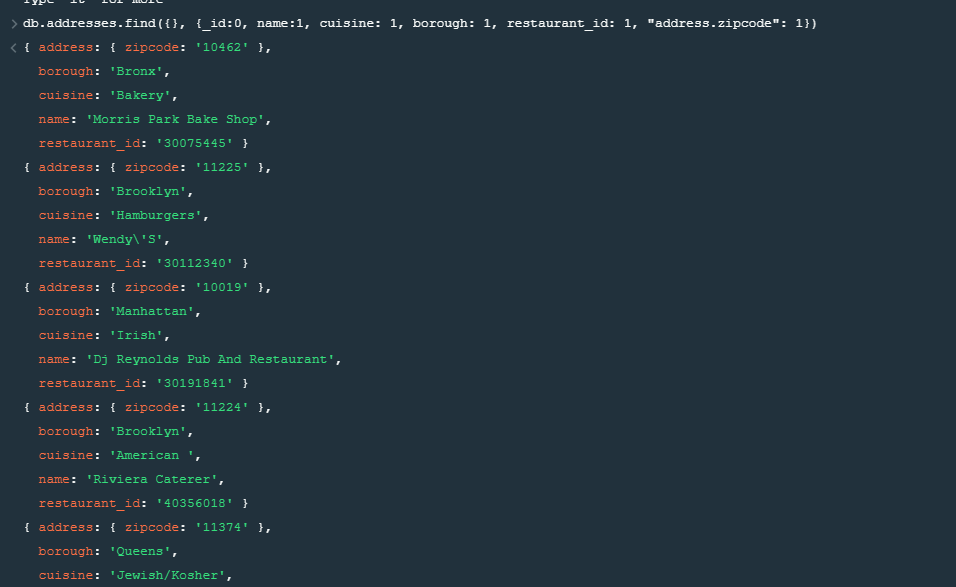 Type "it" for more
> db.addresses.find({}, {_id:0, name:1, cuisine: 1, borough: 1, restaurant_id: 1, "address.zipcode": 1})
< { address: { zipcode: '10462' },
borough: 'Bronx',
cuisine: 'Bakery',
name: 'Morris Park Bake Shop',
restaurant_id: '30075445' }
{ address: { zipcode: '11225' },
borough: 'Brooklyn',
cuisine: 'Hamburgers',
name: 'Wendy\'S',
restaurant_id: '30112340' }
{ address: { zipcode: '10019' },
borough: 'Manhattan',
cuisine: 'Irish',
name: 'Dj Reynolds Pub And Restaurant',
restaurant_id: '30191841' }
{ address: { zipcode: '11224' },
borough: 'Brooklyn',
cuisine: 'American ',
name: 'Riviera Caterer',
restaurant_id: '40356018' }
{ address: { zipcode: '11374' },
borough: 'Queens',
cuisine: 'Jewish/Kosher',